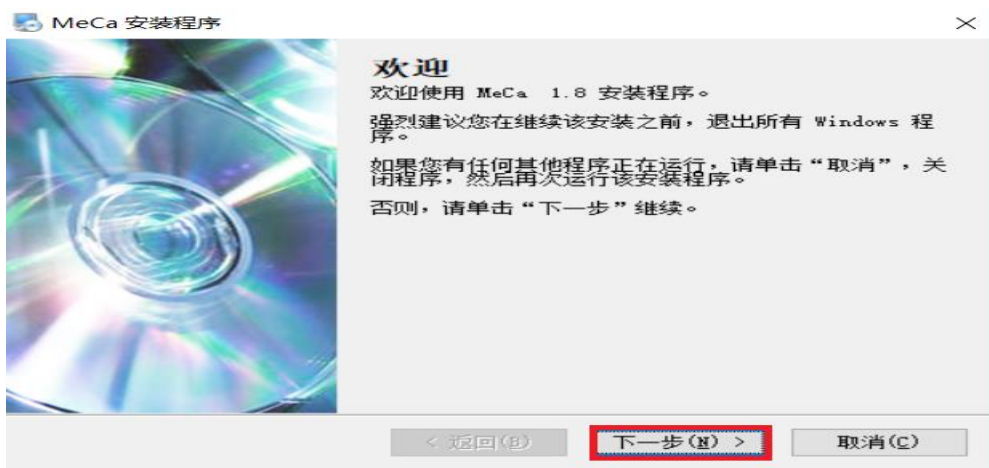 MeCa 安装程序
欢迎
欢迎使用 MeCa 1.8 安装程序。
强烈建议您在继续该安装之前，退出所有 Windows 程
序。
如果您有任何其他程序正在运行，请单击“取消”，关
闭程序，然后再次运行该安装程序。
否则，请单击“下一步”继续。
< 返回(B)
下一步(N) >
取消(C)